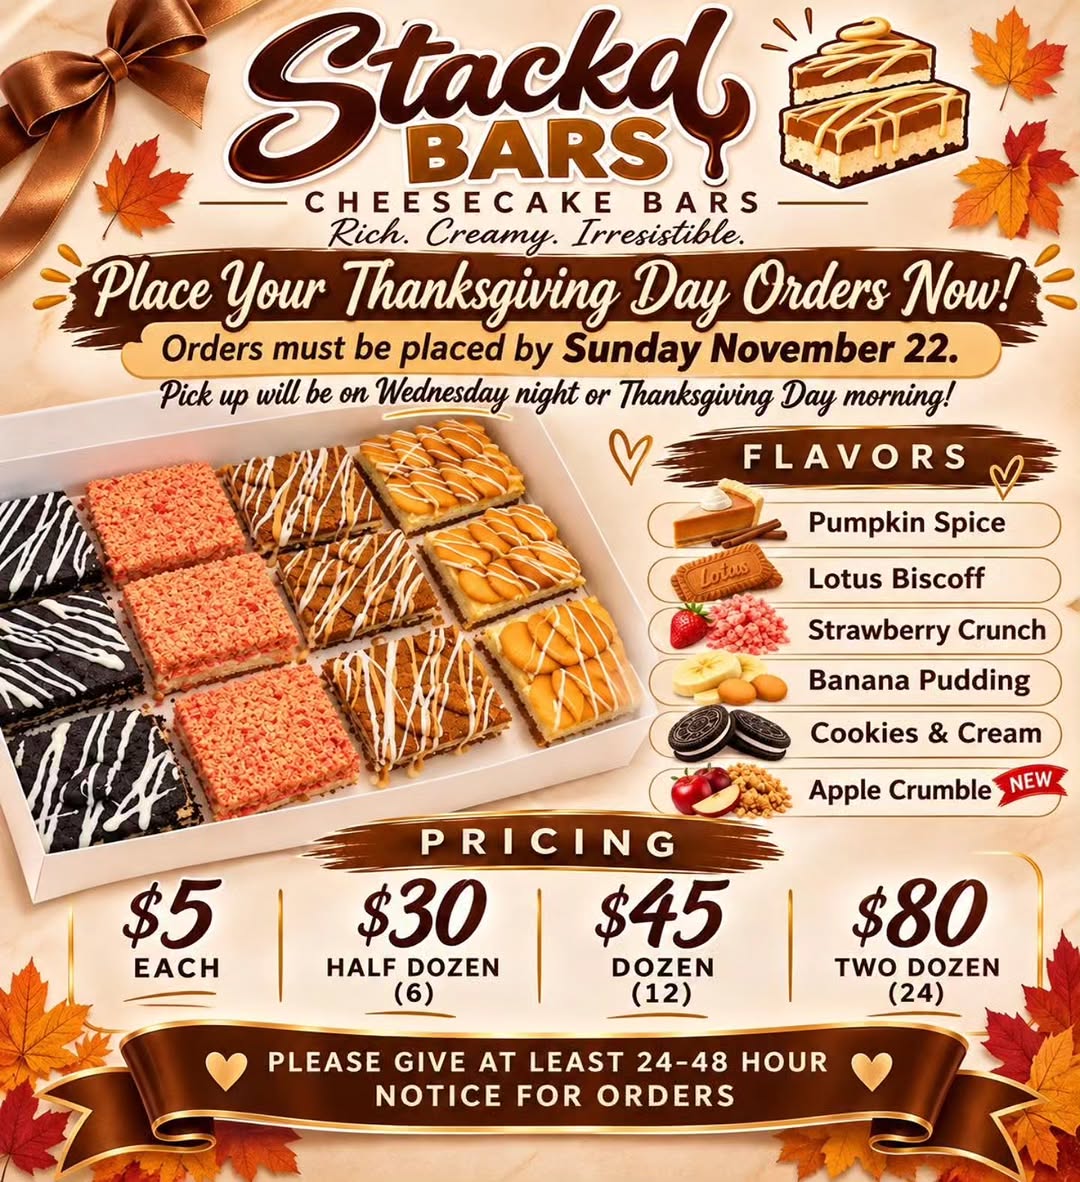 Stackd
BARS
CHEESECAKE BARS
Rich. Creamy. Irresistible.
Place Your Thanksgiving Day Orders Now!
Orders must be placed by Sunday November 22.
Pick up will be on Wednesday night or Thanksgiving Day morning!
FLAVORS
Pumpkin Spice
Lotus
Lotus Biscoff
Strawberry Crunch
Banana Pudding
Cookies & Cream
Apple Crumble NEW
PRICING
$5
EACH
$30
HALF DOZEN
(6)
$45
DOZEN
(12)
$80
TWO DOZEN
(24)
PLEASE GIVE AT LEAST 24-48 HOUR
NOTICE FOR ORDERS